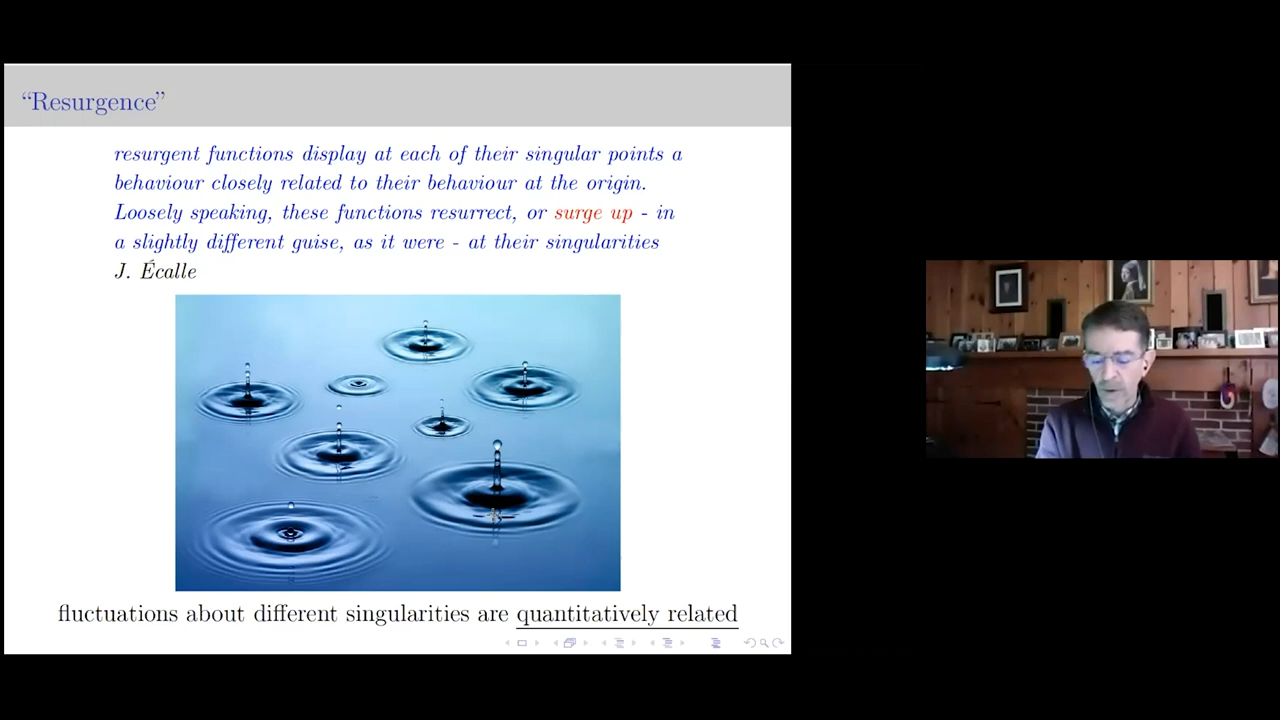 “Resurgence”
resurgent functions display at each of their singular points a
behaviour closely related to their behaviour at the origin.
Loosely speaking, these functions resurrect, or surge up - in
a slightly different guise, as it were - at their singularities
J. Écalle
fluctuations about different singularities are quantitatively related